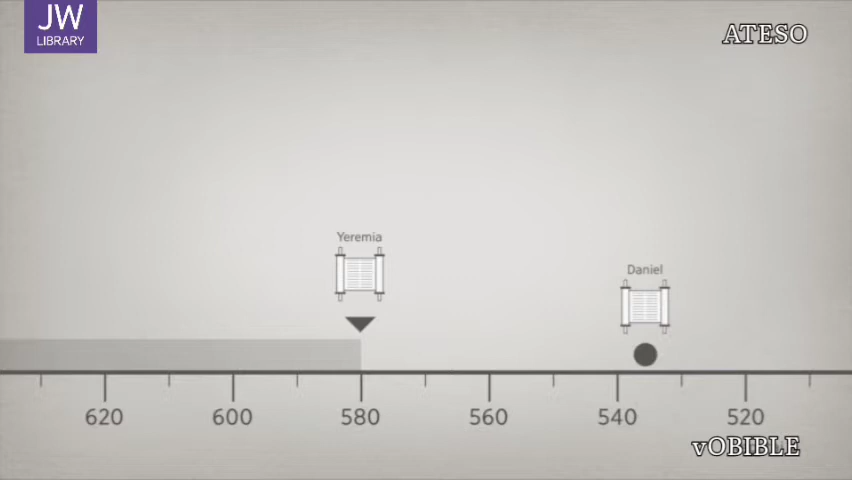 JW
LIBRARY
ATESO
Yeremia
Daniel
620 600 580 560 540 520
vOBIBLE